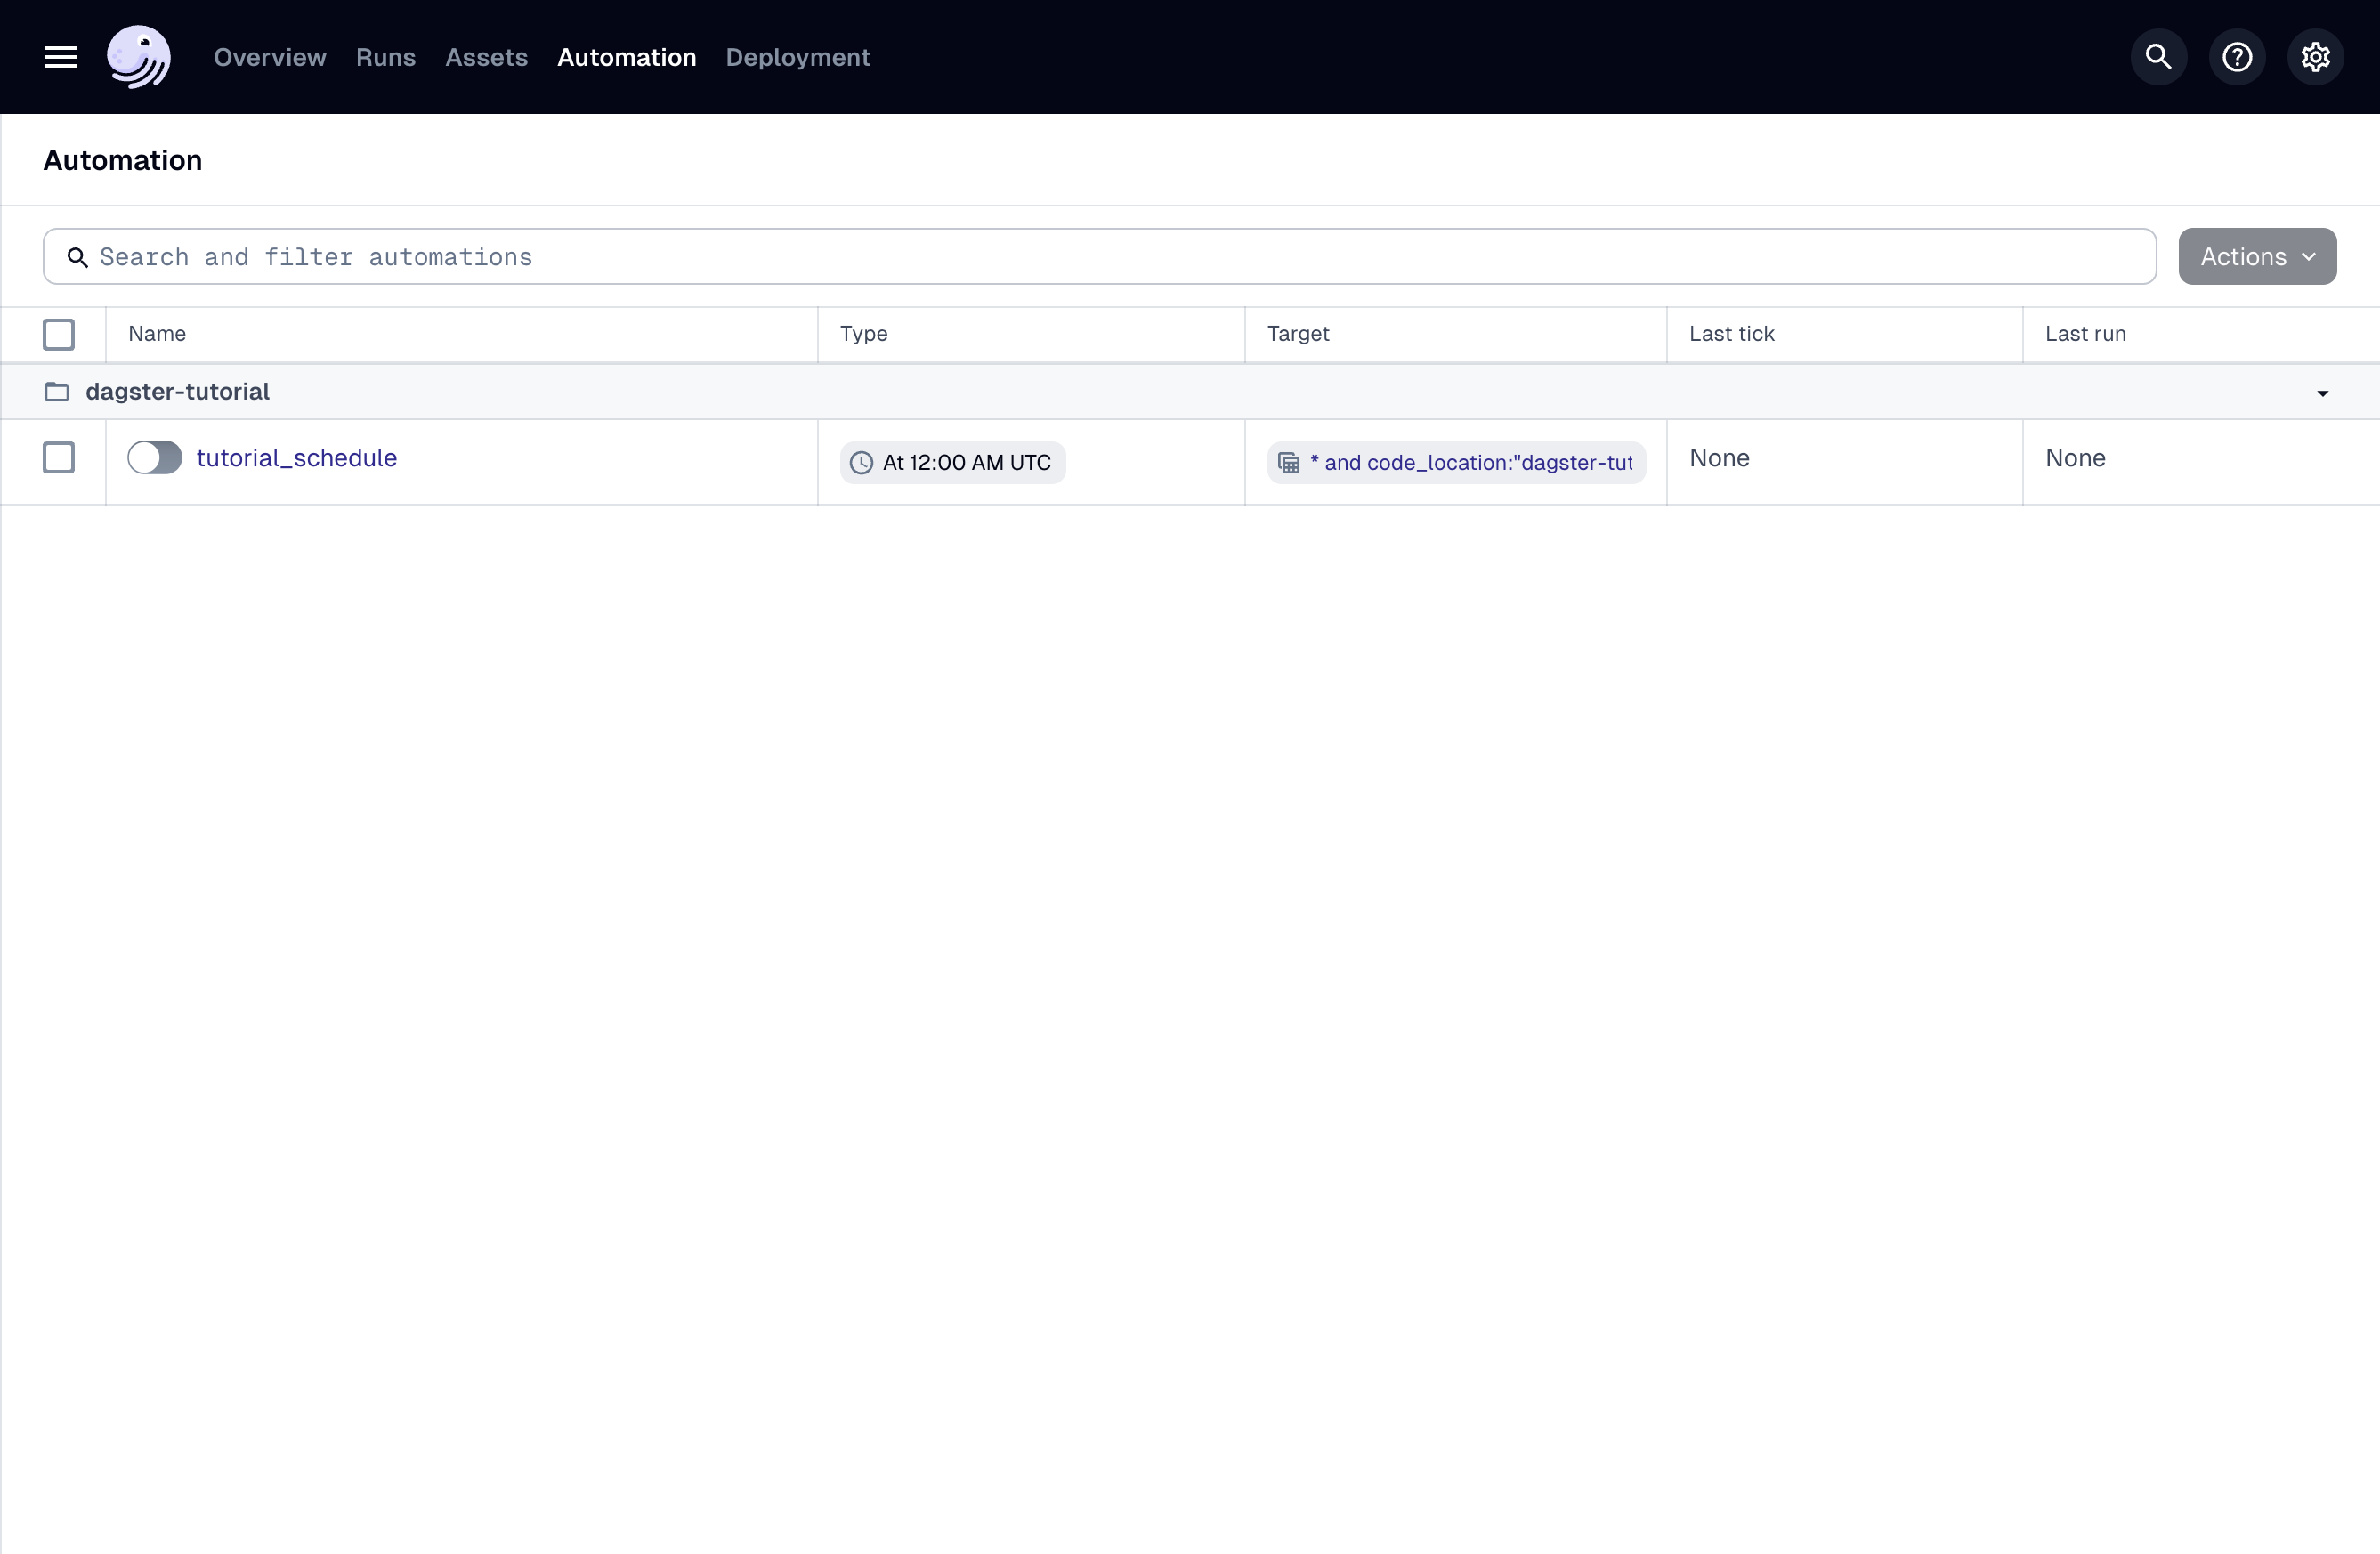 Overview Runs Assets Automation Deployment
Automation
Search and filter automations
Actions
Name Type Target Last tick Last run
dagster-tutorial
tutorial_schedule At 12:00 AM UTC * and code_location:"dagster-tut None None